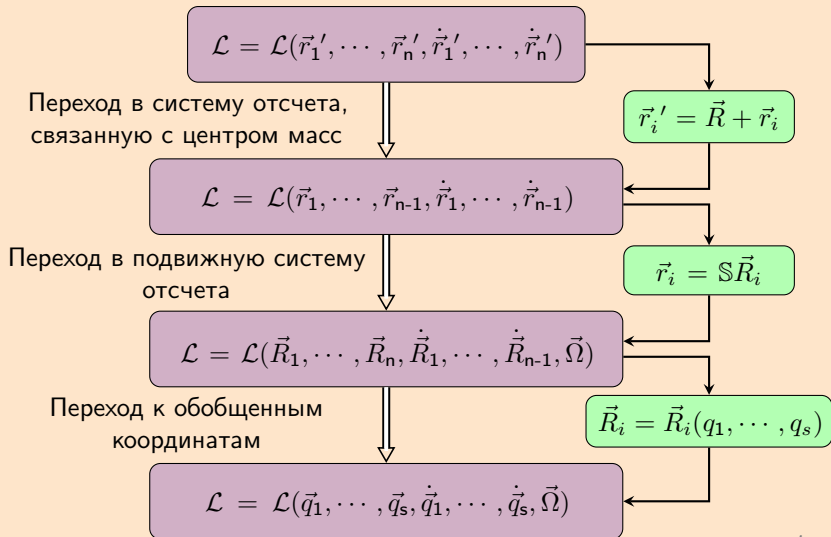 ℒ = ℒ(r⃗₁′, ⋯ , r⃗ₙ′, ṙ⃗₁′, ⋯ , ṙ⃗ₙ′)
Переход в систему отсчета,
связанную с центром масс
r⃗ᵢ′ = R⃗ + r⃗ᵢ
ℒ = ℒ(r⃗₁, ⋯ , r⃗ₙ₋₁, ṙ⃗₁, ⋯ , ṙ⃗ₙ₋₁)
Переход в подвижную систему
отсчета
r⃗ᵢ = 𝕊R⃗ᵢ
ℒ = ℒ(R⃗₁, ⋯ , R⃗ₙ, Ṙ⃗₁, ⋯ , Ṙ⃗ₙ₋₁, Ω⃗)
Переход к обобщенным
координатам
R⃗ᵢ = R⃗ᵢ(q₁, ⋯ , qₛ)
ℒ = ℒ(q⃗₁, ⋯ , q⃗ₛ, q̇⃗₁, ⋯ , q̇⃗ₛ, Ω⃗)